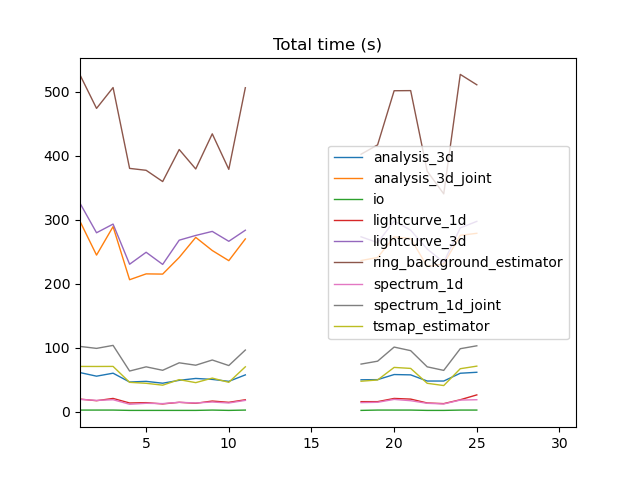 Total time (s)
500
400
300
200
100
0
analysis_3d
analysis_3d_joint
io
lightcurve_1d
lightcurve_3d
ring_background_estimator
spectrum_1d
spectrum_1d_joint
tsmap_estimator
5 10 15 20 25 30